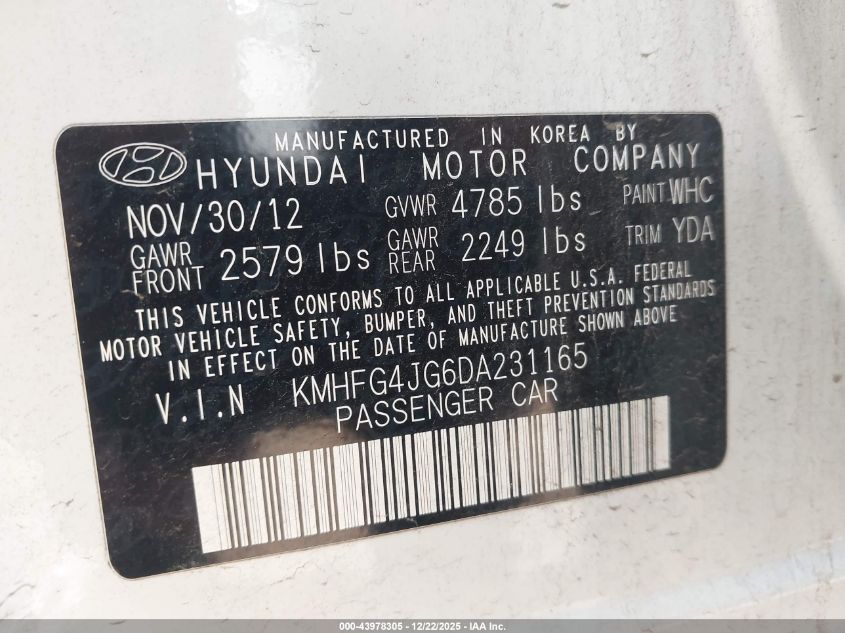 MANUFACTURED IN KOREA BY
HYUNDAI MOTOR COMPANY
NOV/30/12 GVWR 4785 lbs PAINT WHC
GAWR FRONT 2579 lbs GAWR REAR 2249 lbs TRIM YDA
THIS VEHICLE CONFORMS TO ALL APPLICABLE U.S.A. FEDERAL
MOTOR VEHICLE SAFETY, BUMPER, AND THEFT PREVENTION STANDARDS
IN EFFECT ON THE DATE OF MANUFACTURE SHOWN ABOVE
V.I.N KMHFG4JG6DA231165
PASSENGER CAR
000-43978305 - 12/22/2025 - IAA Inc.